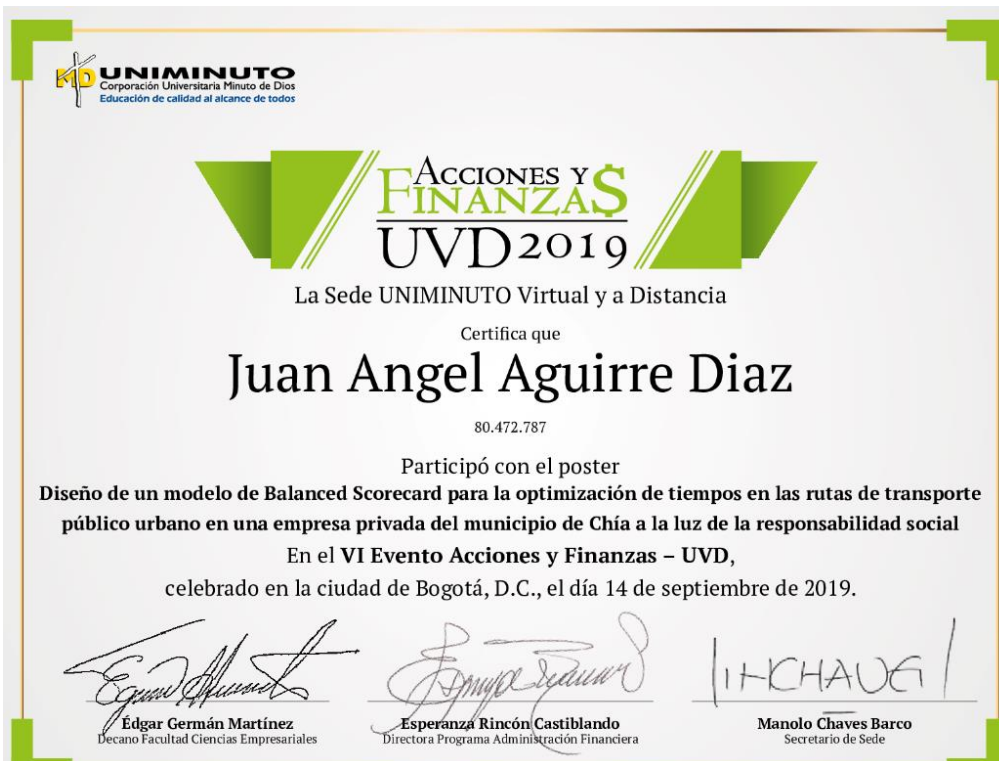 UNIMINUTO
Corporación Universitaria Minuto de Dios
Educación de calidad al alcance de todos
ACCIONES Y
FINANZA$
UVD 2019
La Sede UNIMINUTO Virtual y a Distancia
Certifica que
Juan Angel Aguirre Diaz
80.472.787
Participó con el poster
Diseño de un modelo de Balanced Scorecard para la optimización de tiempos en las rutas de transporte
público urbano en una empresa privada del municipio de Chía a la luz de la responsabilidad social
En el VI Evento Acciones y Finanzas – UVD,
celebrado en la ciudad de Bogotá, D.C., el día 14 de septiembre de 2019.
Édgar Germán Martínez
Decano Facultad Ciencias Empresariales
Esperanza Rincón Castiblando
Directora Programa Administración Financiera
Manolo Chaves Barco
Secretario de Sede